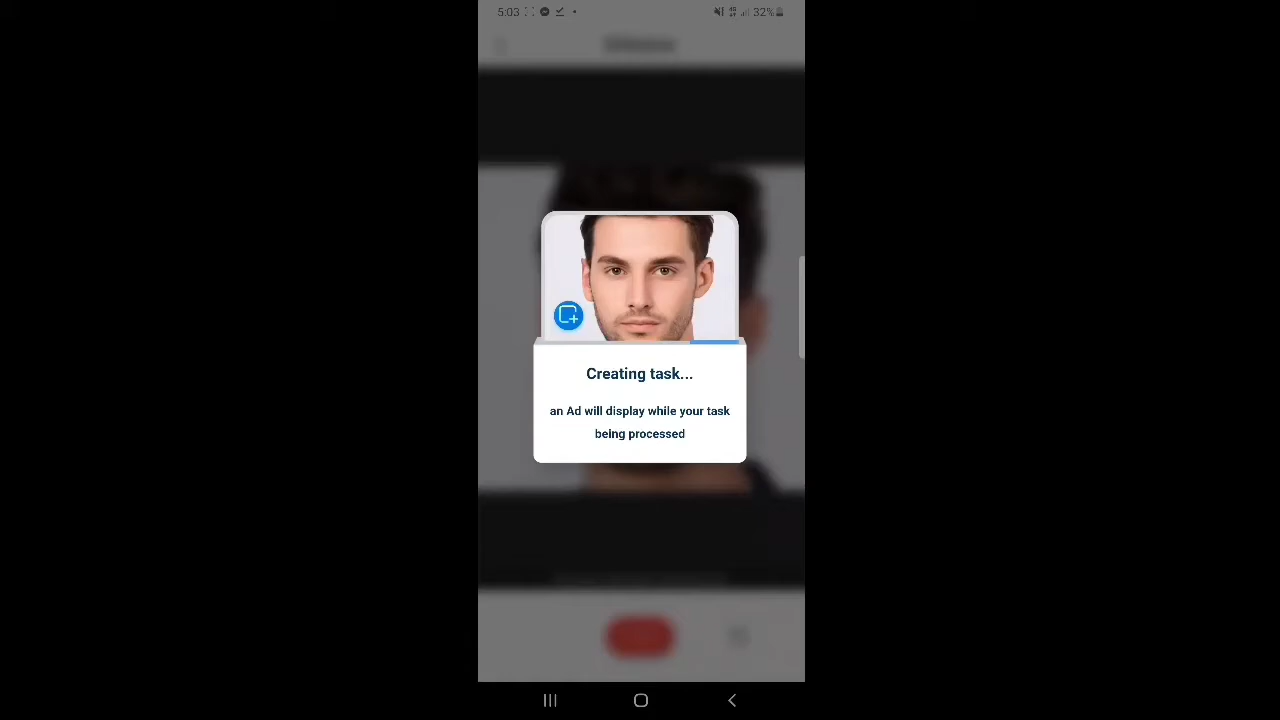 5:03
32%
Creating task...
an Ad will display while your task
being processed